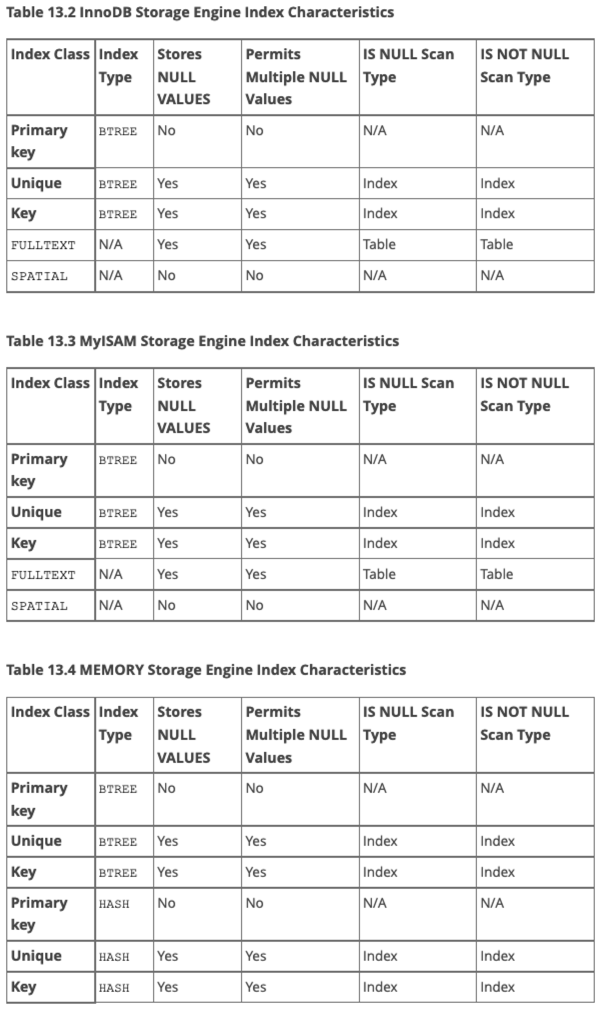 Table 13.2 InnoDB Storage Engine Index Characteristics
Index Class Index Type Stores NULL VALUES Permits Multiple NULL Values IS NULL Scan Type IS NOT NULL Scan Type
Primary key BTREE No No N/A N/A
Unique BTREE Yes Yes Index Index
Key BTREE Yes Yes Index Index
FULLTEXT N/A Yes Yes Table Table
SPATIAL N/A No No N/A N/A
Table 13.3 MyISAM Storage Engine Index Characteristics
Index Class Index Type Stores NULL VALUES Permits Multiple NULL Values IS NULL Scan Type IS NOT NULL Scan Type
Primary key BTREE No No N/A N/A
Unique BTREE Yes Yes Index Index
Key BTREE Yes Yes Index Index
FULLTEXT N/A Yes Yes Table Table
SPATIAL N/A No No N/A N/A
Table 13.4 MEMORY Storage Engine Index Characteristics
Index Class Index Type Stores NULL VALUES Permits Multiple NULL Values IS NULL Scan Type IS NOT NULL Scan Type
Primary key BTREE No No N/A N/A
Unique BTREE Yes Yes Index Index
Key BTREE Yes Yes Index Index
Primary key HASH No No N/A N/A
Unique HASH Yes Yes Index Index
Key HASH Yes Yes Index Index